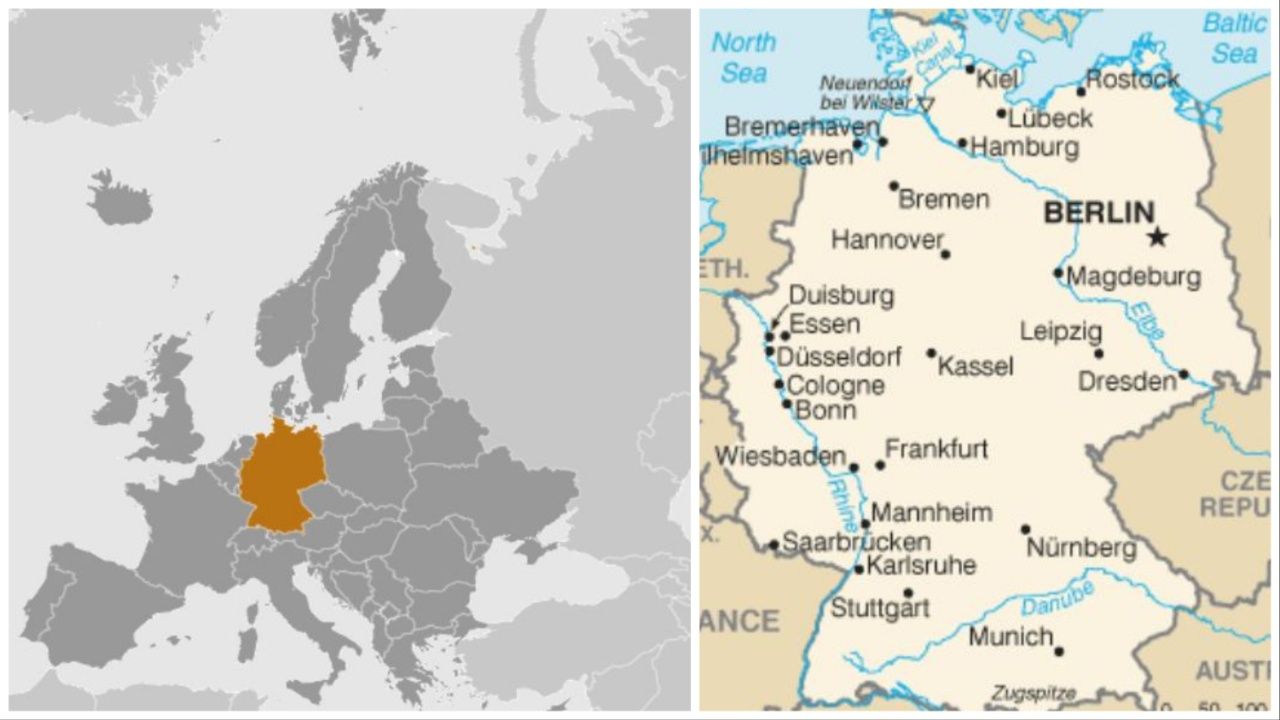 North
Sea
Baltic
Sea
Kiel
Canal
Kiel
Rostock
Neuendorf
bei Wilster
Lübeck
Bremerhaven
Hamburg
ilhelmshaven
Bremen
BERLIN
Hannover
ETH.
Magdeburg
Duisburg
Elbe
Essen
Leipzig
Düsseldorf
Kassel
Dresden
Cologne
Bonn
Frankfurt
Wiesbaden
CZE
REPU
Rhine
Mannheim
X.
Saarbrücken
Nürnberg
Karlsruhe
Danube
Stuttgart
ANCE
Munich
AUST
Zugspitze
0 50 100